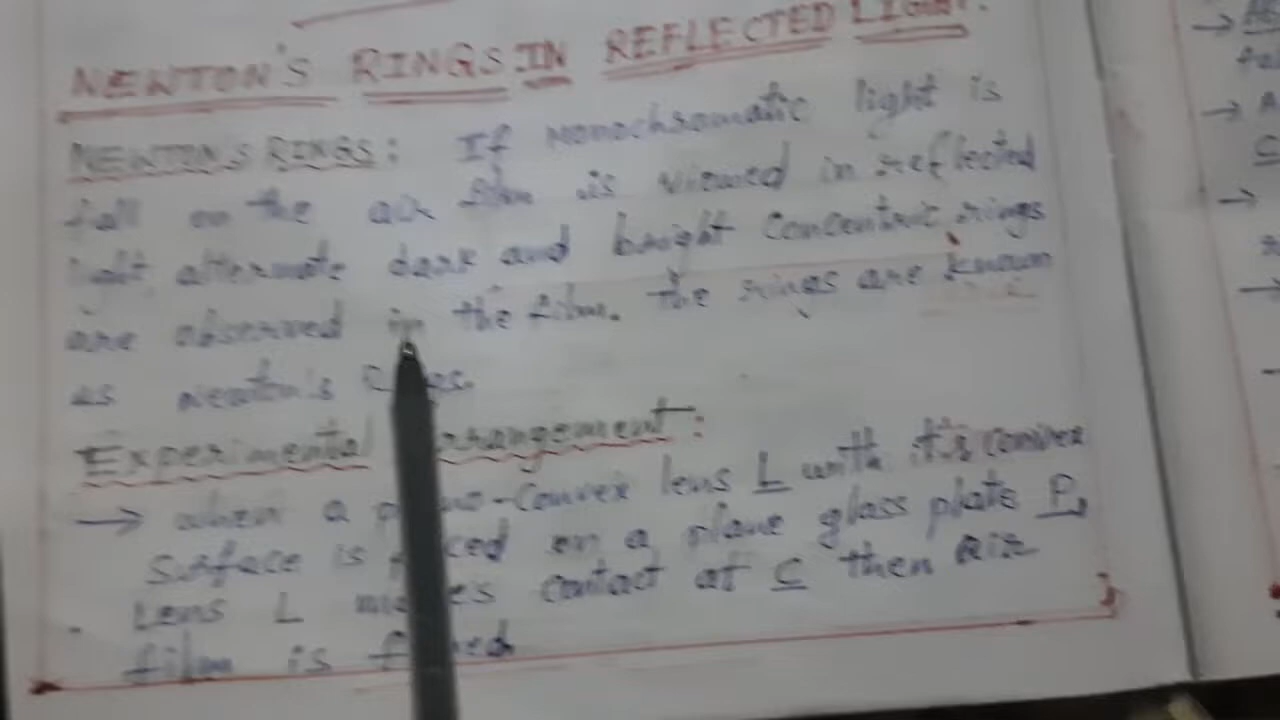 NEWTON'S RINGS IN REFLECTED LIGHT.
NEWTON'S RINGS: If Monochromatic light is
fall on the air film is viewed in reflected
light alternate dark and bright concentric rings
are observed in the film. The rings are known
as Newton's
Experimental
→ when a lens L with it's convex
surface is on a plane glass plate P,
Lens L contact at C then air
film is